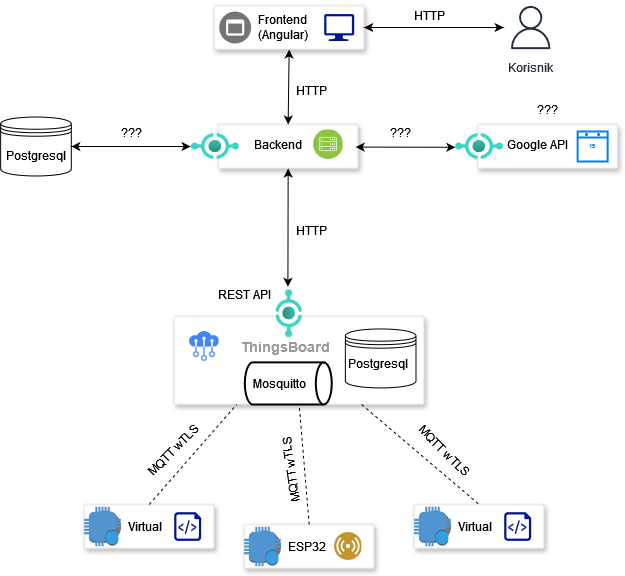 Frontend
(Angular)
HTTP
Korisnik
HTTP
???
Postgresql
???
Backend
???
Google API
HTTP
REST API
ThingsBoard
Postgresql
Mosquitto
MQTT wTLS
MQTT wTLS
MQTT wTLS
Virtual
ESP32
Virtual